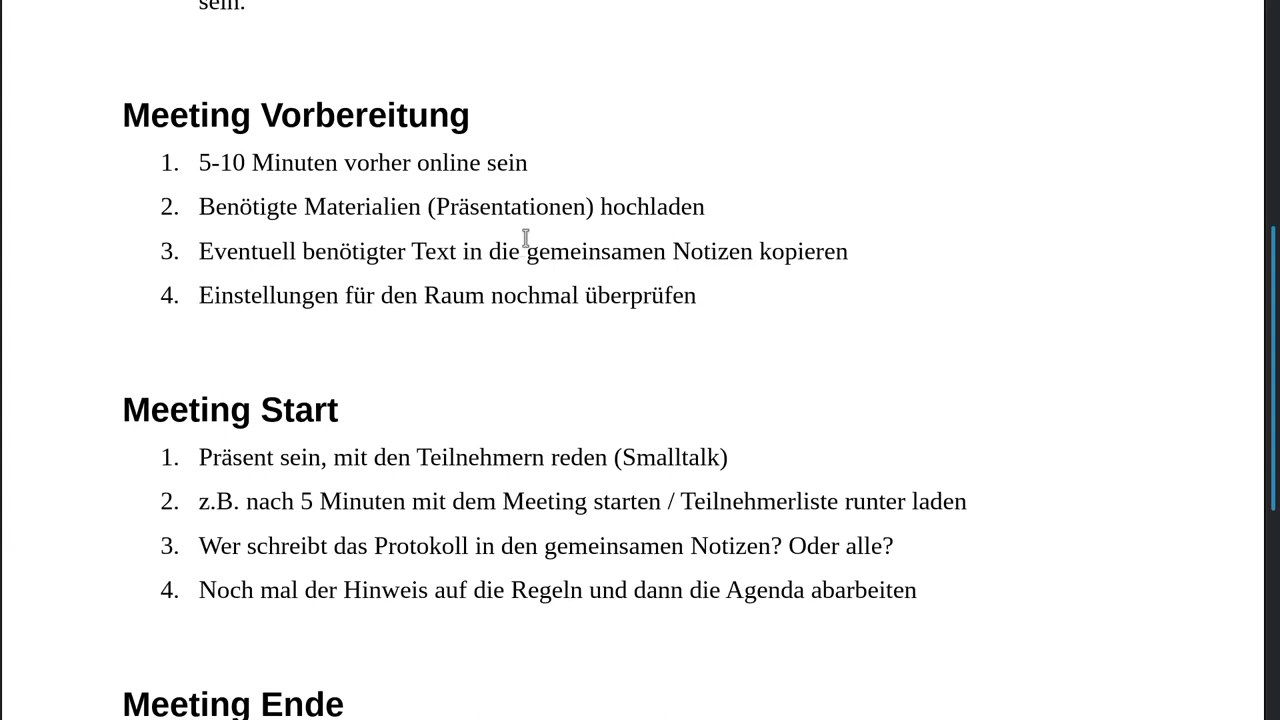 sein.
Meeting Vorbereitung
1. 5-10 Minuten vorher online sein
2. Benötigte Materialien (Präsentationen) hochladen
3. Eventuell benötigter Text in die gemeinsamen Notizen kopieren
4. Einstellungen für den Raum nochmal überprüfen
Meeting Start
1. Präsent sein, mit den Teilnehmern reden (Smalltalk)
2. z.B. nach 5 Minuten mit dem Meeting starten / Teilnehmerliste runter laden
3. Wer schreibt das Protokoll in den gemeinsamen Notizen? Oder alle?
4. Noch mal der Hinweis auf die Regeln und dann die Agenda abarbeiten
Meeting Ende